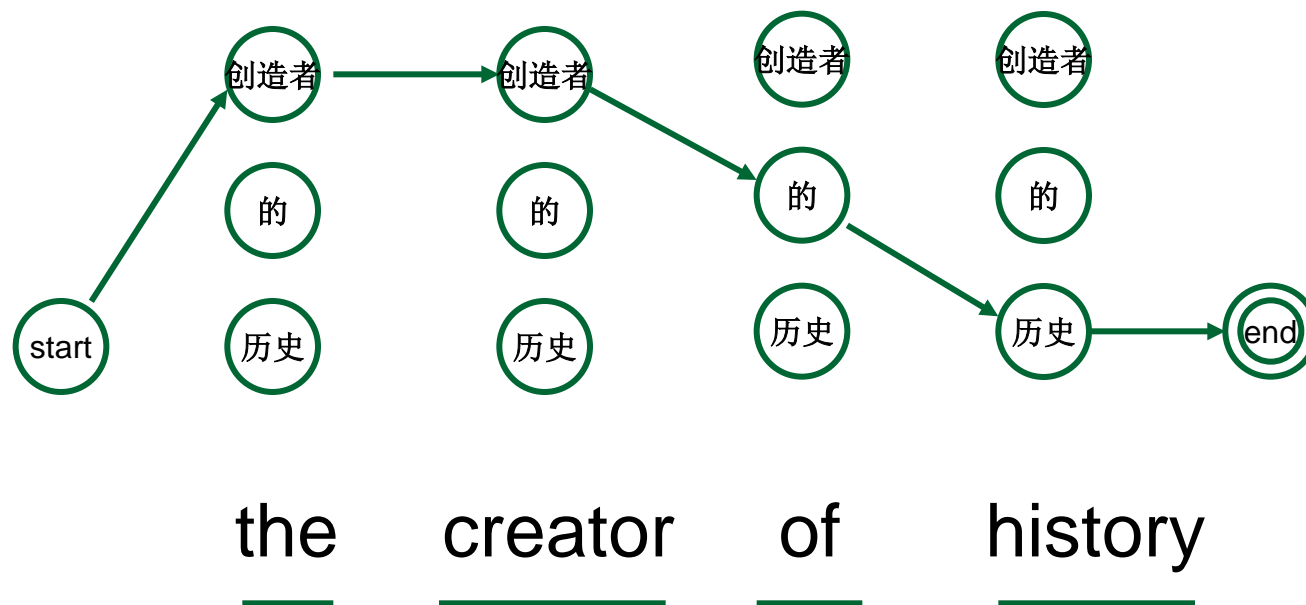 创造者 创造者 创造者 创造者
的 的 的 的
start 历史 历史 历史 历史 end
the creator of history